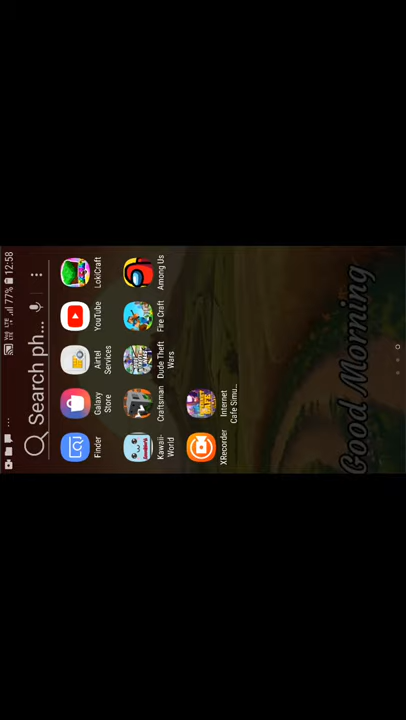 77% 12:58
Search ph...
Finder
Galaxy
Store
Airtel
Services
YouTube
LokiCraft
Kawaii-
World
Craftsman
Dude Theft
Wars
Fire Craft
Among Us
XRecorder
Internet
Cafe Simu...
Good Morning